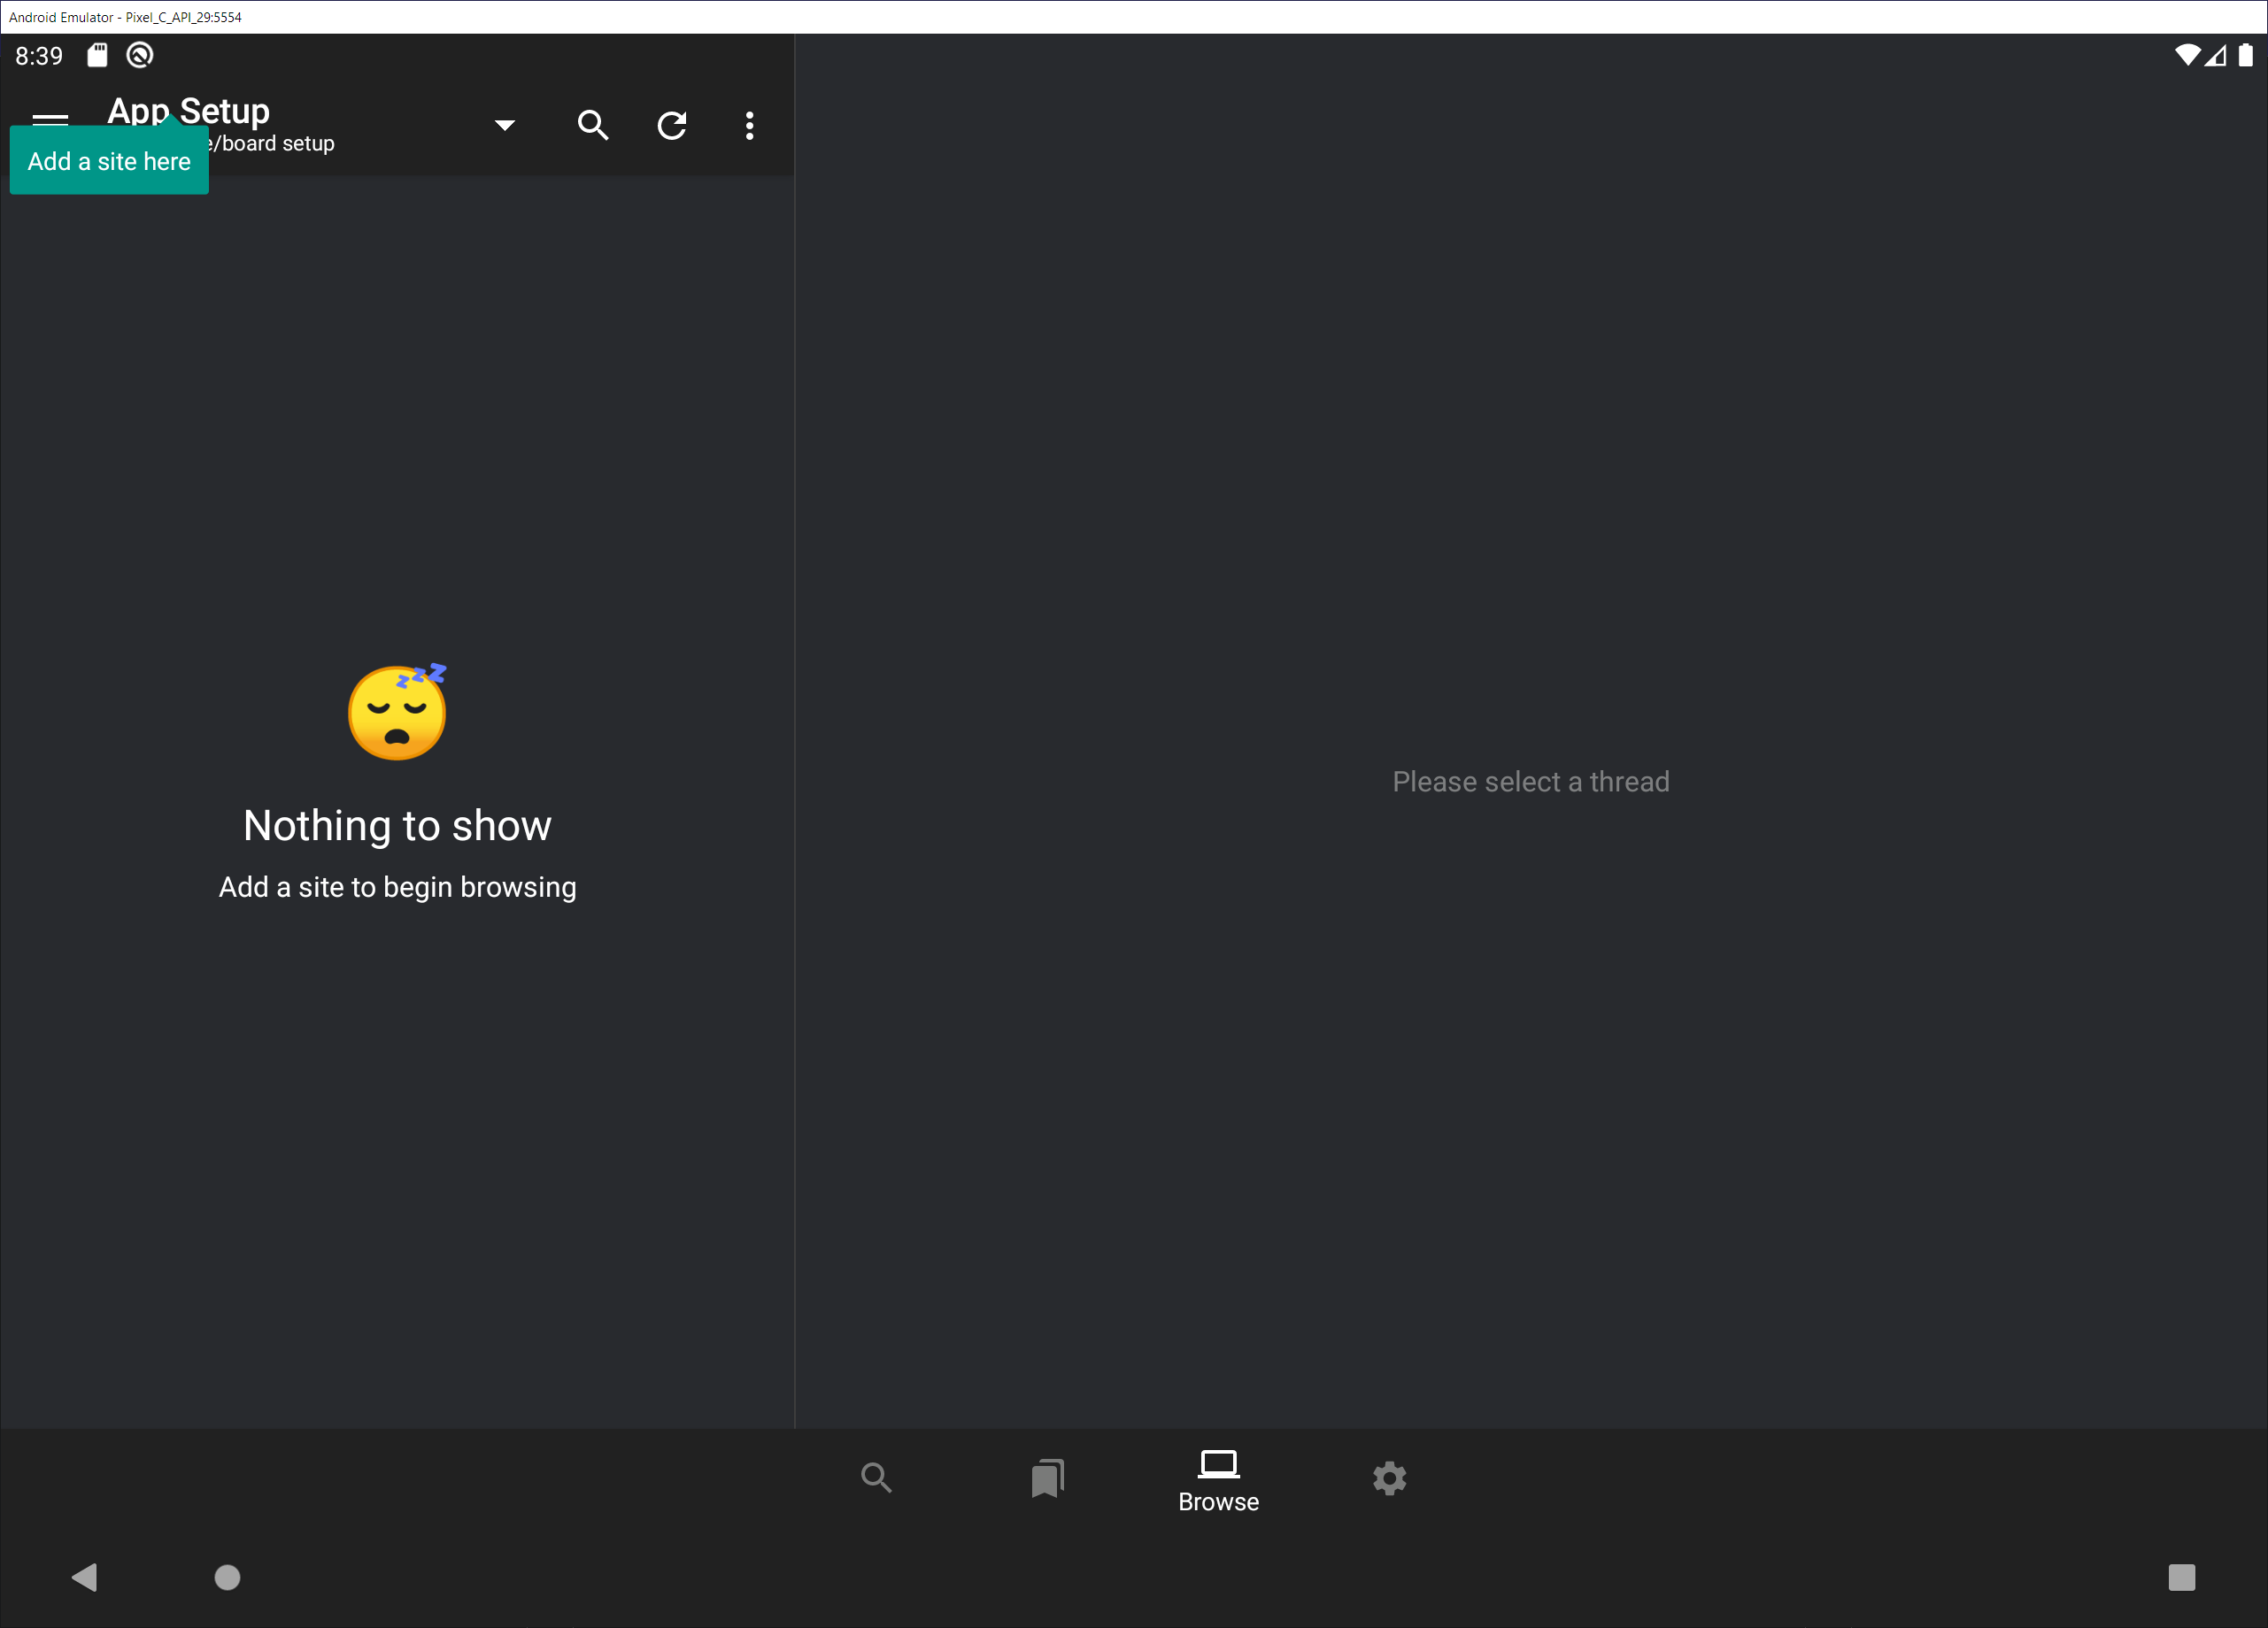 Android Emulator - Pixel_C_API_29:5554
8:39
App Setup
/board setup
Add a site here
zzz
Nothing to show
Add a site to begin browsing
Please select a thread
Browse